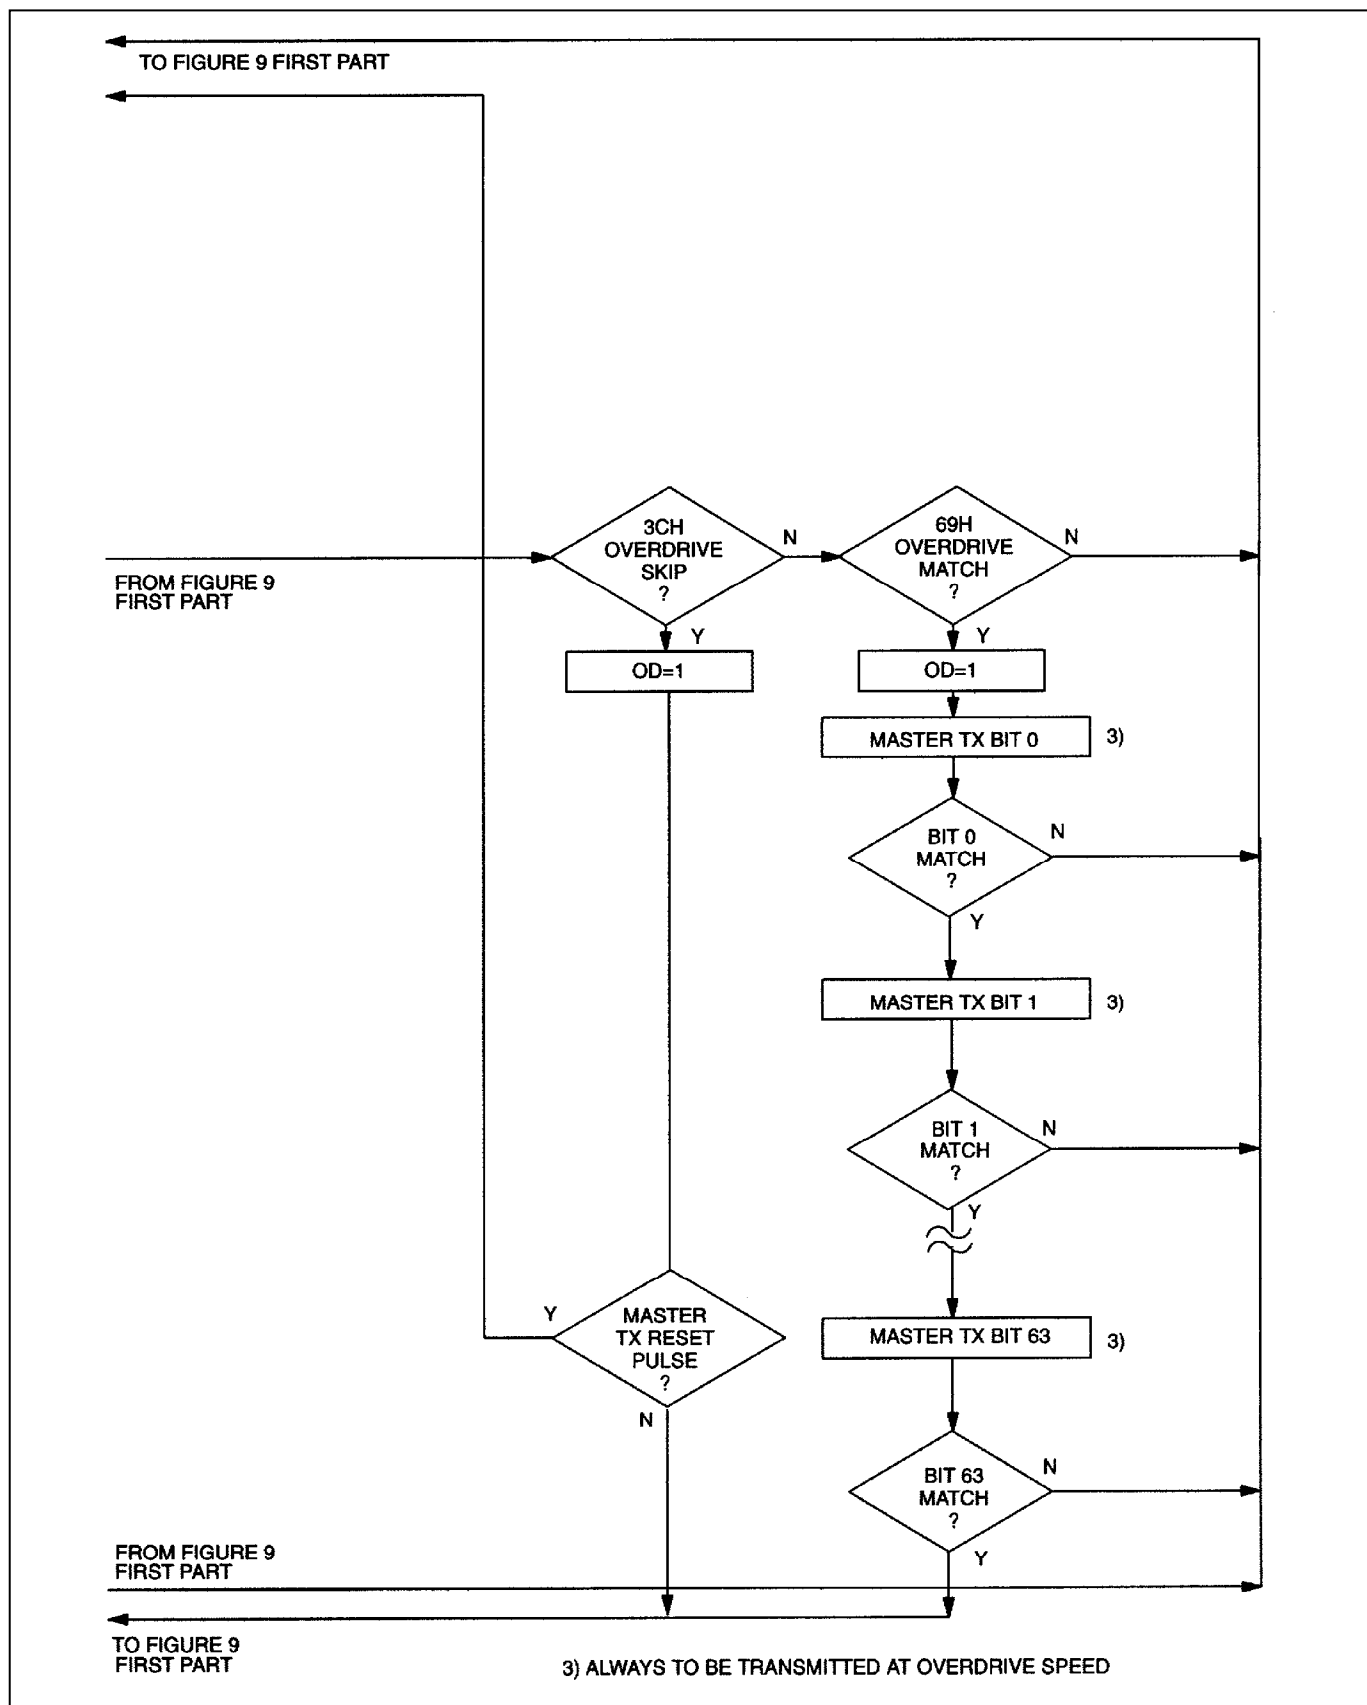 TO FIGURE 9 FIRST PART
3CH
OVERDRIVE
SKIP
?
N
69H
OVERDRIVE
MATCH
?
N
FROM FIGURE 9
FIRST PART
Y
Y
OD=1
OD=1
MASTER TX BIT 0
3)
BIT 0
MATCH
?
N
Y
MASTER TX BIT 1
3)
BIT 1
MATCH
?
N
Y
Y
MASTER
TX RESET
PULSE
?
N
MASTER TX BIT 63
3)
BIT 63
MATCH
?
N
Y
FROM FIGURE 9
FIRST PART
TO FIGURE 9
FIRST PART
3) ALWAYS TO BE TRANSMITTED AT OVERDRIVE SPEED